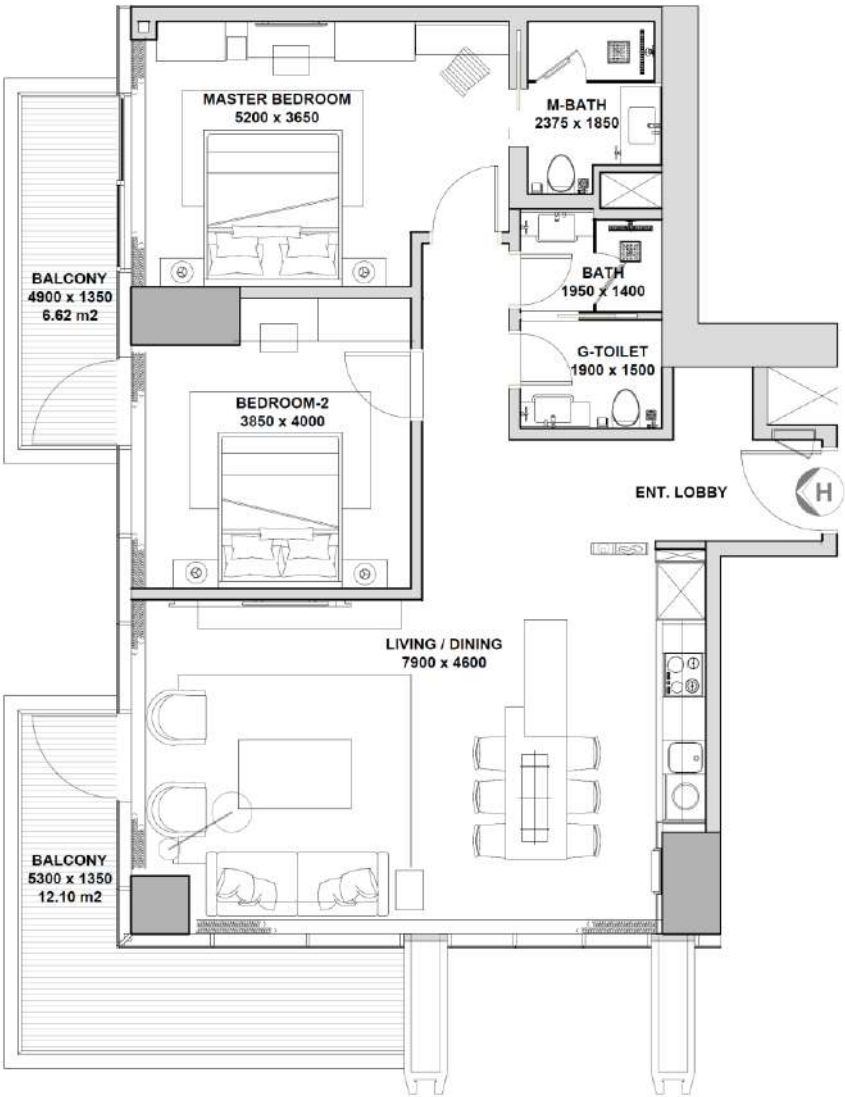 MASTER BEDROOM
5200 x 3650
M-BATH
2375 x 1850
BALCONY
4900 x 1350
6.62 m2
BATH
1950 x 1400
G-TOILET
1900 x 1500
BEDROOM-2
3850 x 4000
ENT. LOBBY
H
LIVING / DINING
7900 x 4600
BALCONY
5300 x 1350
12.10 m2